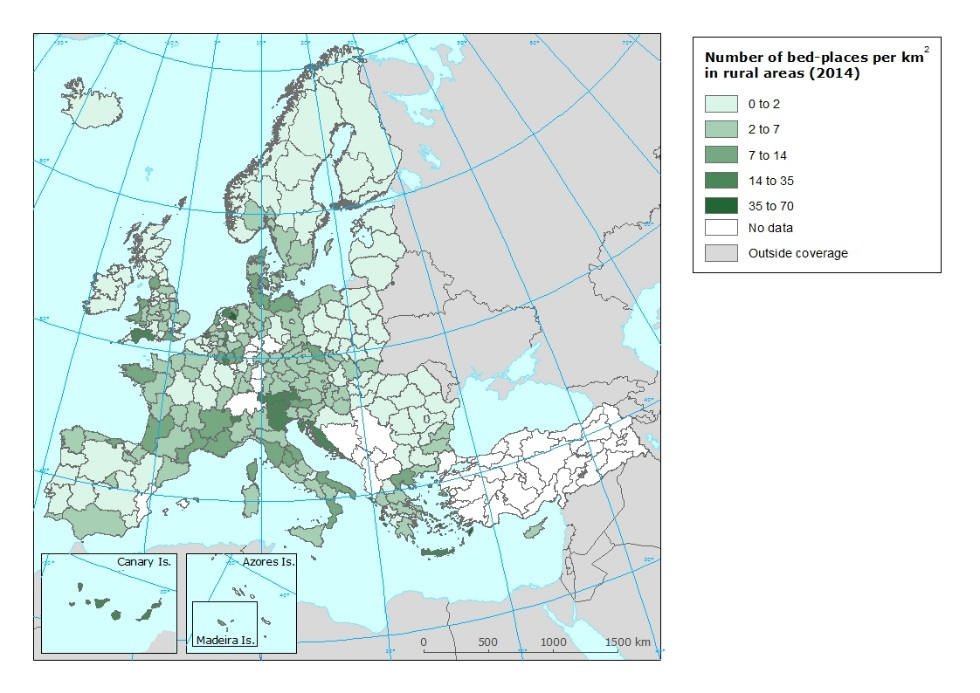 Number of bed-places per km2
in rural areas (2014)
0 to 2
2 to 7
7 to 14
14 to 35
35 to 70
No data
Outside coverage
Canary Is.
Azores Is.
Madeira Is.
0 500 1000 1500 km